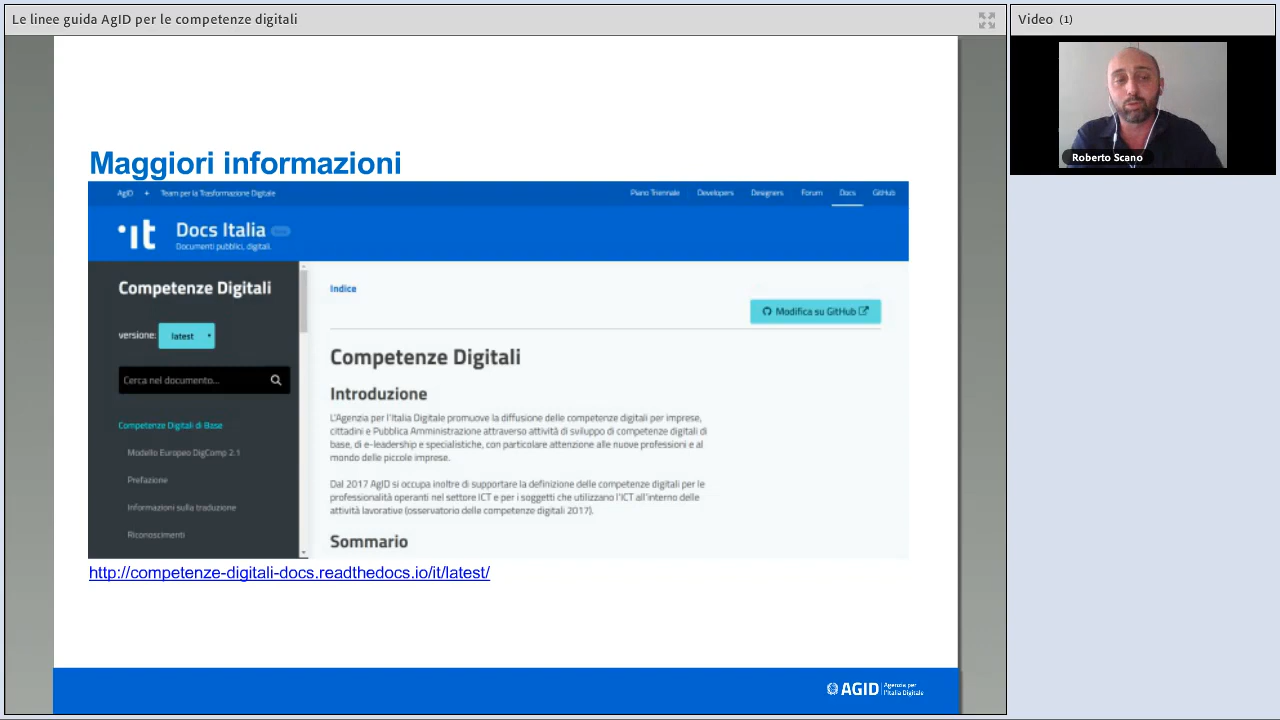 Le linee guida AgID per le competenze digitali
Video (1)
Roberto Scano
Maggiori informazioni
AgID + Team per la Trasformazione Digitale
Piano Triennale Developers Designers Forum Docs GitHub
Docs Italia
Documenti pubblici, digitali.
Competenze Digitali
versione: latest
Cerca nel documento...
Competenze Digitali di Base
Modello Europeo DigComp 2.1
Prefazione
Informazioni sulla traduzione
Riconoscimenti
Indice
Modifica su GitHub
Competenze Digitali
Introduzione
L'Agenzia per l'Italia Digitale promuove la diffusione delle competenze digitali per imprese,
cittadini e Pubblica Amministrazione attraverso attività di sviluppo di competenze digitali di
base, di e-leadership e specialistiche, con particolare attenzione alle nuove professioni e al
mondo delle piccole imprese.
Dal 2017 AgID si occupa inoltre di supportare la definizione delle competenze digitali per le
professionalità operanti nel settore ICT e per i soggetti che utilizzano l'ICT all'interno delle
attività lavorative (osservatorio delle competenze digitali 2017).
Sommario
http://competenze-digitali-docs.readthedocs.io/it/latest/
AGID Agenzia per
l'Italia Digitale